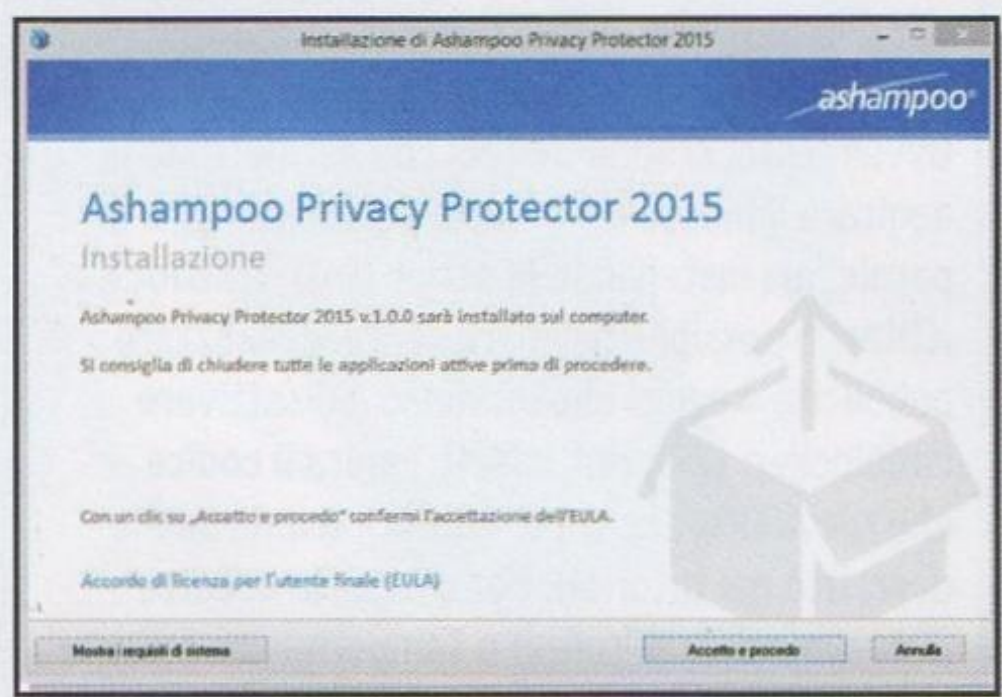 Installazione di Ashampoo Privacy Protector 2015
ashampoo
Ashampoo Privacy Protector 2015
Installazione
Ashampoo Privacy Protector 2015 v.1.0.0 sarà installato sul computer.
Si consiglia di chiudere tutte le applicazioni attive prima di procedere.
Con un clic su „Accetto e procedo“ confermi l'accettazione dell'EULA.
Accordo di licenza per l'utente finale (EULA)
Mostra i requisiti di sistema
Accetto e procedo
Annulla